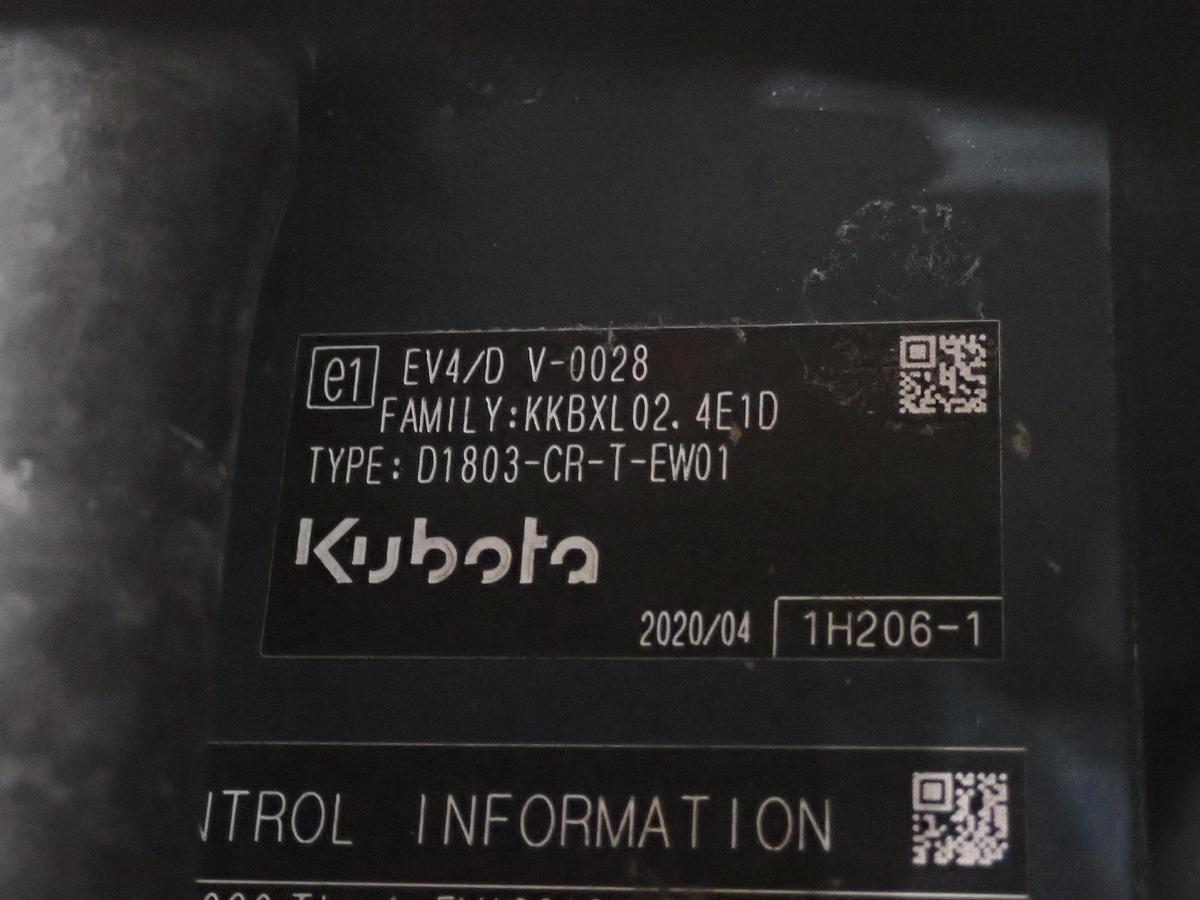 e1 EV4/D V-0028
FAMILY:KKBXL02.4E1D
TYPE: D1803-CR-T-EW01
Kubota
2020/04 1H206-1
NTROL INFORMATION